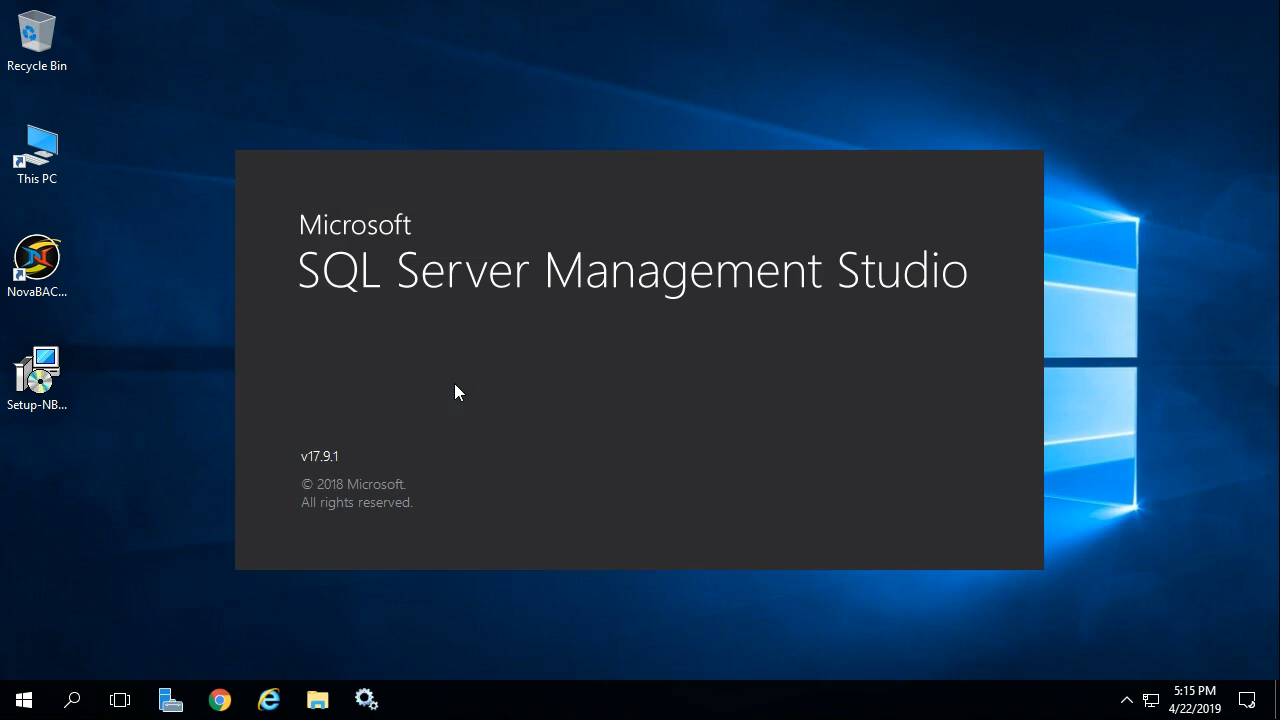 Recycle Bin
This PC
NovaBAC...
Setup-NB...
Microsoft
SQL Server Management Studio
v17.9.1
© 2018 Microsoft.
All rights reserved.
5:15 PM
4/22/2019